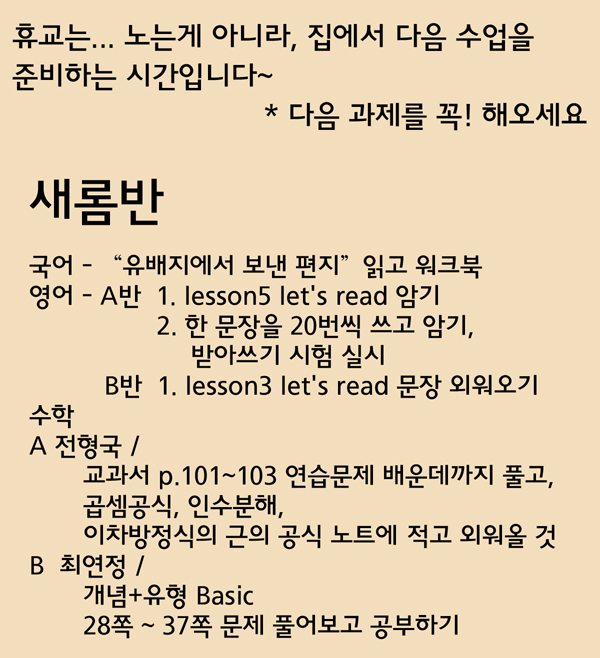 휴교는... 노는게 아니라, 집에서 다음 수업을
준비하는 시간입니다~
* 다음 과제를 꼭! 해오세요
새롬반
국어 - “유배지에서 보낸 편지” 읽고 워크북
영어 - A반 1. lesson5 let's read 암기
2. 한 문장을 20번씩 쓰고 암기,
받아쓰기 시험 실시
B반 1. lesson3 let's read 문장 외워오기
수학
A 전형국 /
교과서 p.101~103 연습문제 배운데까지 풀고,
곱셈공식, 인수분해,
이차방정식의 근의 공식 노트에 적고 외워올 것
B 최연정 /
개념+유형 Basic
28쪽 ~ 37쪽 문제 풀어보고 공부하기